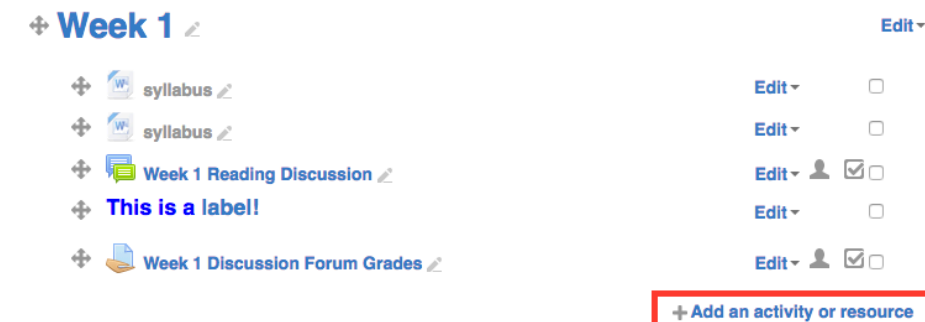 Week 1 Edit
syllabus Edit
syllabus Edit
Week 1 Reading Discussion Edit
This is a label! Edit
Week 1 Discussion Forum Grades Edit
Add an activity or resource